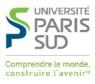 UNIVERSITÉ
PARIS
SUD
Comprendre le monde,
construire l'avenir®